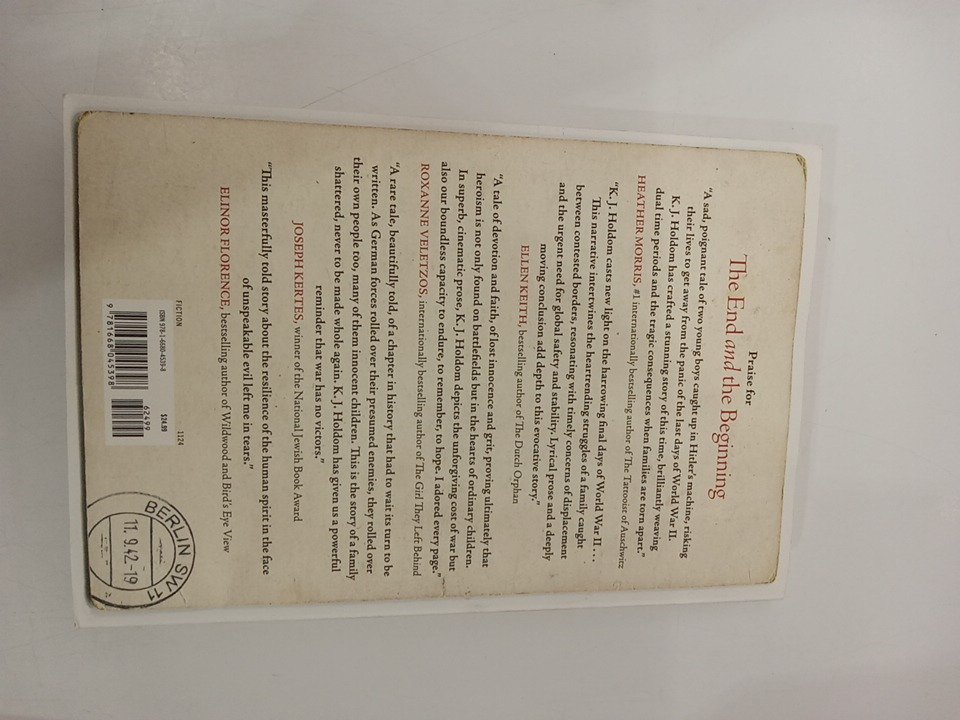 Praise for
The End and the Beginning
“A sad, poignant tale of two young boys caught up in Hitler’s machine, risking
their lives to get away from the panic of the last days of World War II.
K. J. Holdom has crafted a stunning story of this time, brilliantly weaving
dual time periods and the tragic consequences when families are torn apart.”
HEATHER MORRIS, #1 internationally bestselling author of The Tattooist of Auschwitz
“K. J. Holdom casts new light on the harrowing final days of World War II . . .
This narrative intertwines the heartrending struggles of a family caught
between contested borders, resonating with timely concerns of displacement
and the urgent need for global safety and stability. Lyrical prose and a deeply
moving conclusion add depth to this evocative story.”
ELLEN KEITH, bestselling author of The Dutch Orphan
“A tale of devotion and faith, of lost innocence and grit, proving ultimately that
heroism is not only found on battlefields but in the hearts of ordinary children.
In superb, cinematic prose, K. J. Holdom depicts the unforgiving cost of war but
also our boundless capacity to endure, to remember, to hope. I adored every page.”
ROXANNE VELETZOS, internationally bestselling author of The Girl They Left Behind
“A rare tale, beautifully told, of a chapter in history that had to wait its turn to be
written. As German forces rolled over their presumed enemies, they rolled over
their own people too, many of them innocent children. This is the story of a family
shattered, never to be made whole again. K. J. Holdom has given us a powerful
reminder that war has no victors.”
JOSEPH KERTES, winner of the National Jewish Book Award
“This masterfully told story about the resilience of the human spirit in the face
of unspeakable evil left me in tears.”
ELINOR FLORENCE, bestselling author of Wildwood and Bird’s Eye View
FICTION 1124
ISBN 978-1-6680-4539-8 $24.99
9 781668 045398
62499
BERLIN SW 11
11. 9.42-19